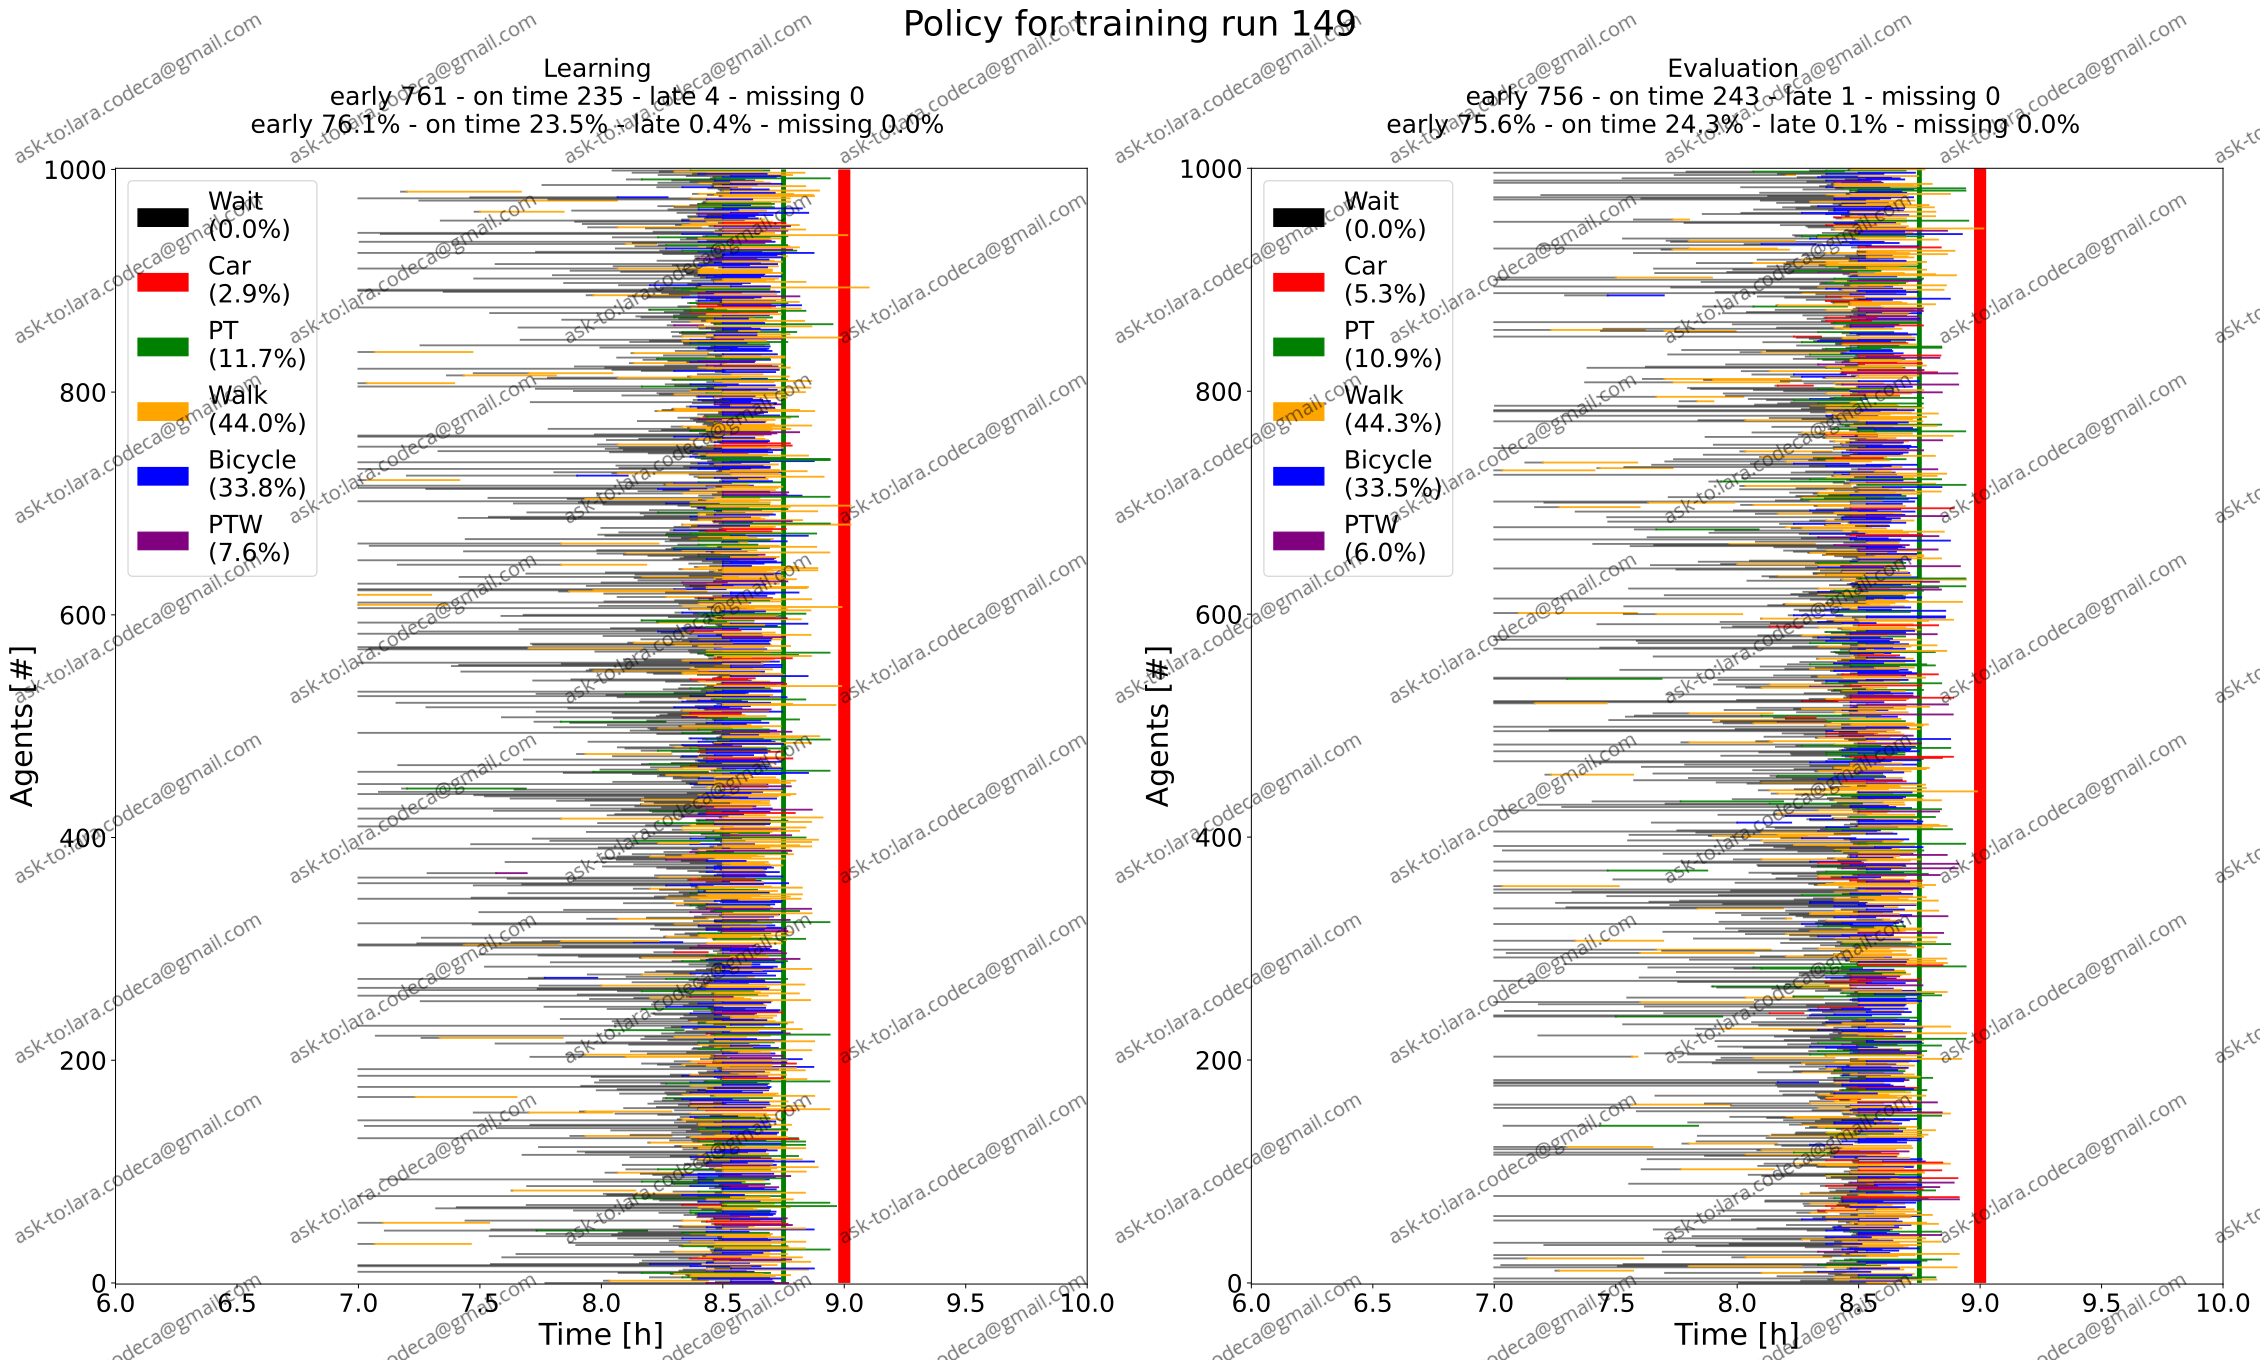 Policy for training run 149
Learning
early 761 - on time 235 - late 4 - missing 0
early 76.1% - on time 23.5% - late 0.4% - missing 0.0%
1000
800
600
400
200
0
Agents [#]
Wait
(0.0%)
Car
(2.9%)
PT
(11.7%)
Walk
(44.0%)
Bicycle
(33.8%)
PTW
(7.6%)
6.0 6.5 7.0 7.5 8.0 8.5 9.0 9.5 10.0
Time [h]
Evaluation
early 756 - on time 243 - late 1 - missing 0
early 75.6% - on time 24.3% - late 0.1% - missing 0.0%
1000
800
600
400
200
0
Agents [#]
Wait
(0.0%)
Car
(5.3%)
PT
(10.9%)
Walk
(44.3%)
Bicycle
(33.5%)
PTW
(6.0%)
6.0 6.5 7.0 7.5 8.0 8.5 9.0 9.5 10.0
Time [h]
ask-to:lara.codeca@gmail.com